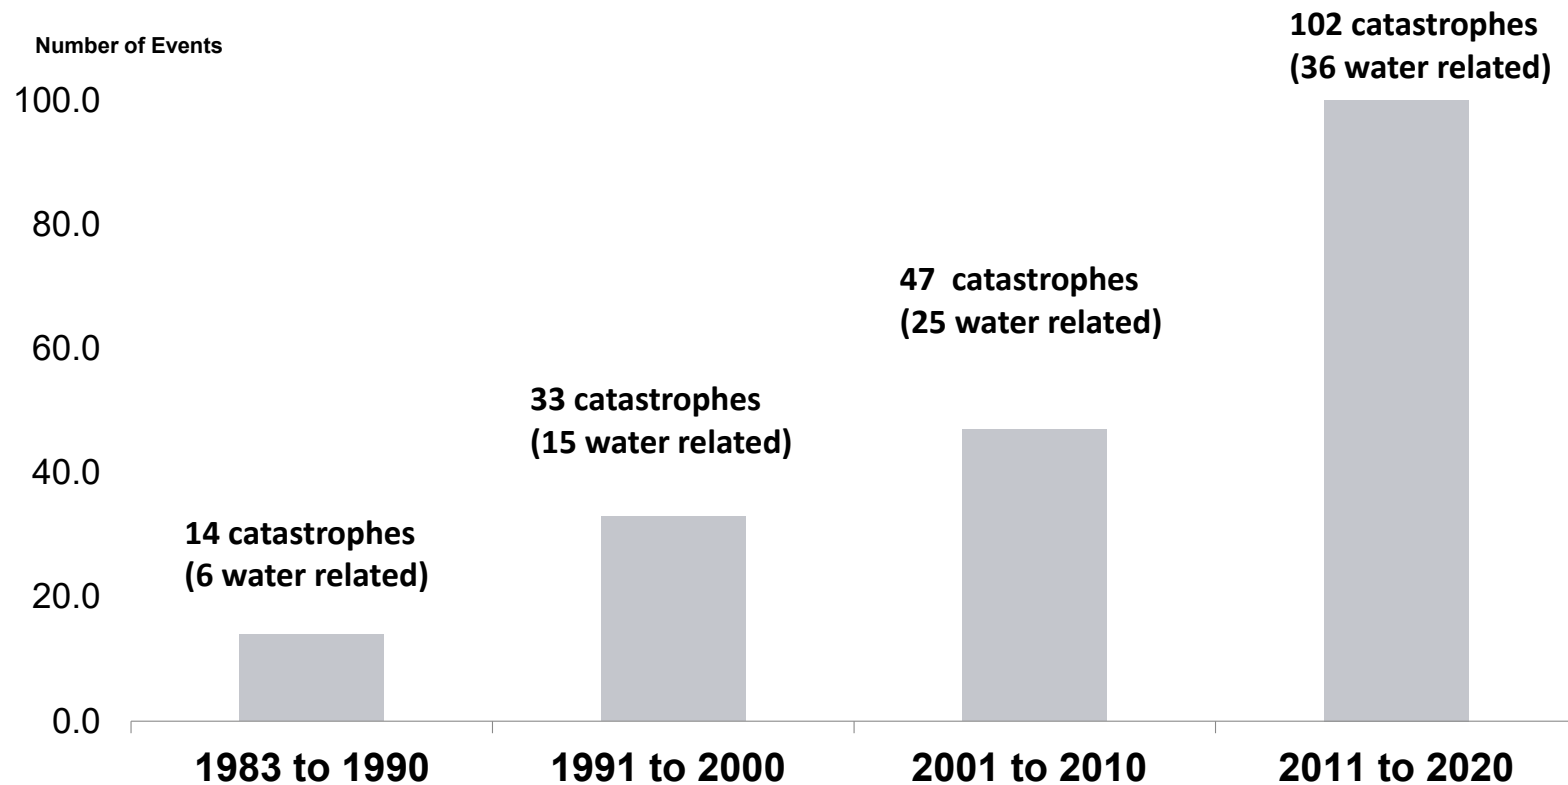 Number of Events
102 catastrophes
(36 water related)
100.0
80.0
47  catastrophes
(25 water related)
60.0
33 catastrophes
(15 water related)
40.0
14 catastrophes
(6 water related)
20.0
0.0
1983 to 1990
1991 to 2000
2001 to 2010
2011 to 2020